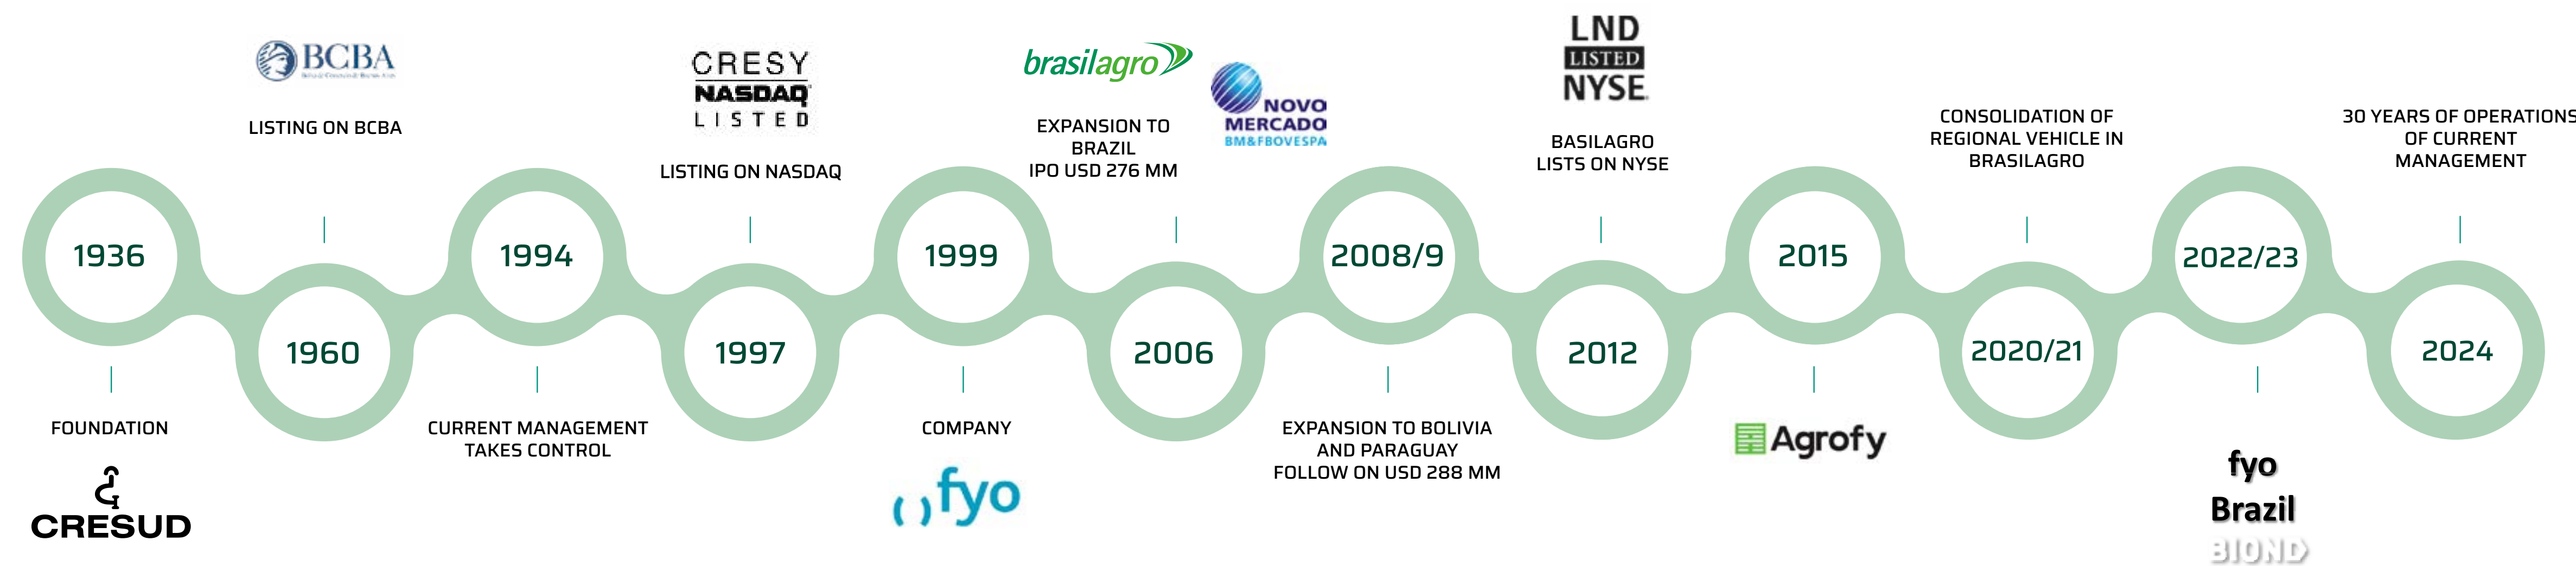 1936
FOUNDATION
CRESUD
BCBA
LISTING ON BCBA
1960
1994
CURRENT MANAGEMENT
TAKES CONTROL
CRESY
NASDAQ
LISTED
LISTING ON NASDAQ
1997
1999
COMPANY
fyo
brasilagro
NOVO
MERCADO
BM&FBOVESPA
EXPANSION TO
BRAZIL
IPO USD 276 MM
2006
2008/9
EXPANSION TO BOLIVIA
AND PARAGUAY
FOLLOW ON USD 288 MM
LND
LISTED
NYSE
BASILAGRO
LISTS ON NYSE
2012
2015
Agrofy
CONSOLIDATION OF
REGIONAL VEHICLE IN
BRASILAGRO
2020/21
2022/23
fyo
Brazil
BIOND
30 YEARS OF OPERATIONS
OF CURRENT
MANAGEMENT
2024